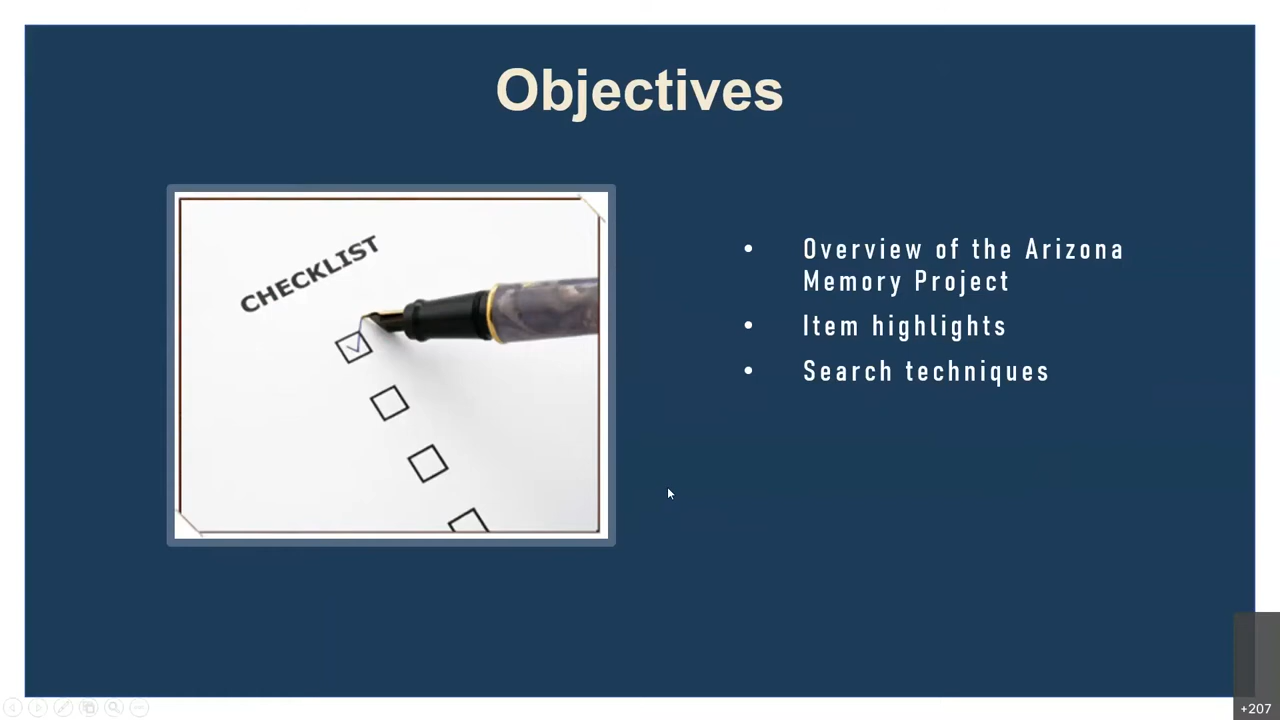 Objectives
CHECKLIST
• Overview of the Arizona
Memory Project
• Item highlights
• Search techniques
+207